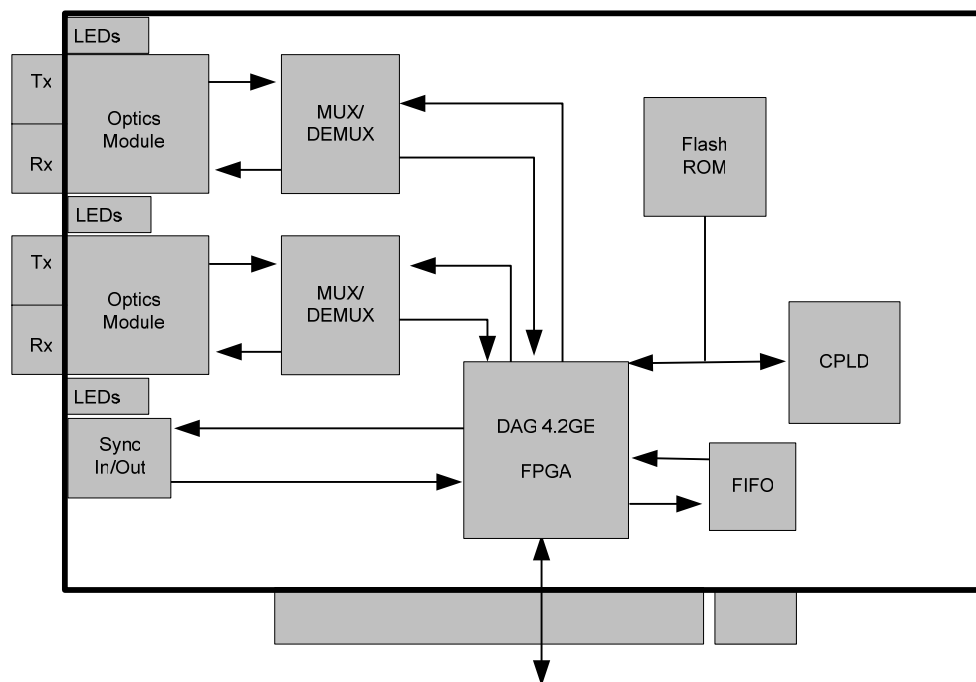 LEDs
Tx
Optics
Module
Rx
MUX/
DEMUX
Flash
ROM
LEDs
Tx
Optics
Module
Rx
MUX/
DEMUX
CPLD
LEDs
Sync
In/Out
DAG 4.2GE
FPGA
FIFO